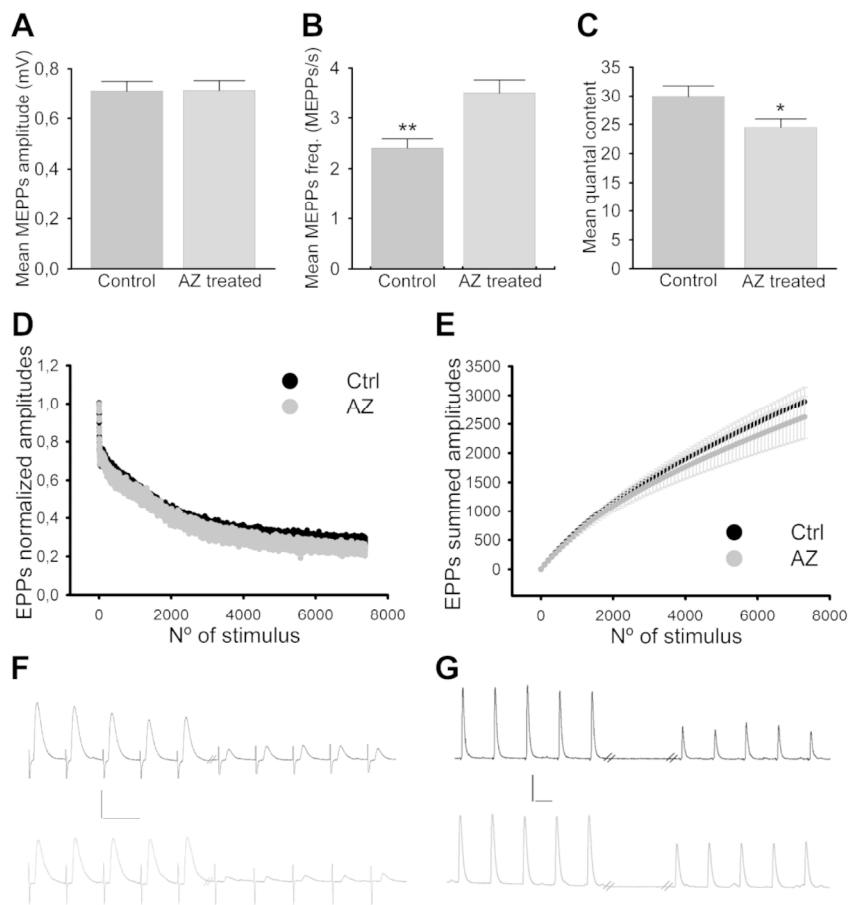 A
B
C
Mean MEPPs amplitude (mV)
0,8
0,6
0,4
0,2
0,0
Control
AZ treated
Mean MEPPs freq. (MEPPs/s)
4
3
2
1
0
**
Control
AZ treated
Mean quantal content
35
30
25
20
15
10
5
0
*
Control
AZ treated
D
E
EPPs normalized amplitudes
1,2
1,0
0,8
0,6
0,4
0,2
0,0
Ctrl
AZ
0
2000
4000
6000
8000
Nº of stimulus
EPPs summed amplitudes
3500
3000
2500
2000
1500
1000
500
0
Ctrl
AZ
0
2000
4000
6000
8000
Nº of stimulus
F
G